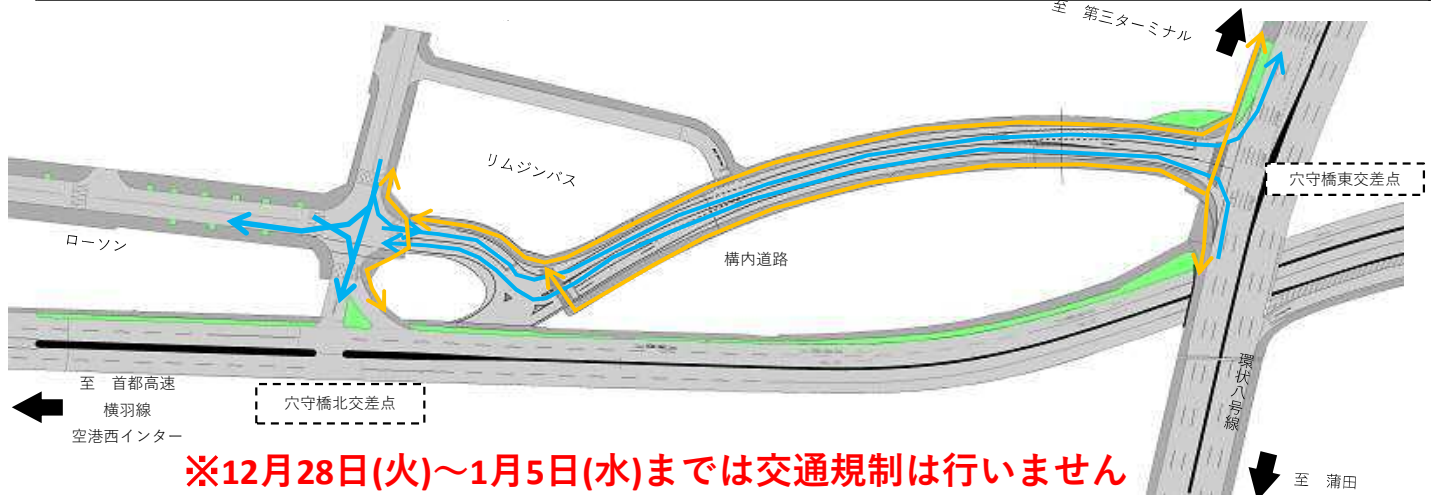 至 第三ターミナル
リムジンバス
穴守橋東交差点
ローソン
構内道路
環状八号線
至 首都高速
横羽線
空港西インター
穴守橋北交差点
※12月28日(火)～1月5日(水)までは交通規制は行いません
至 蒲田